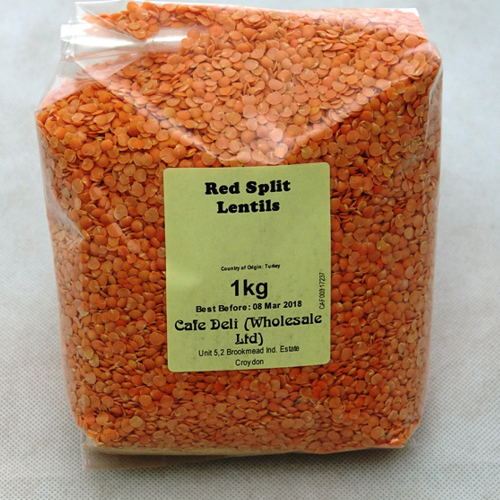 Red Split
Lentils
Country of Origin: Turkey
1kg
Best Before: 08 Mar 2018
Cafe Deli (Wholesale
Ltd)
Unit 5,2 Brookmead Ind. Estate
Croydon